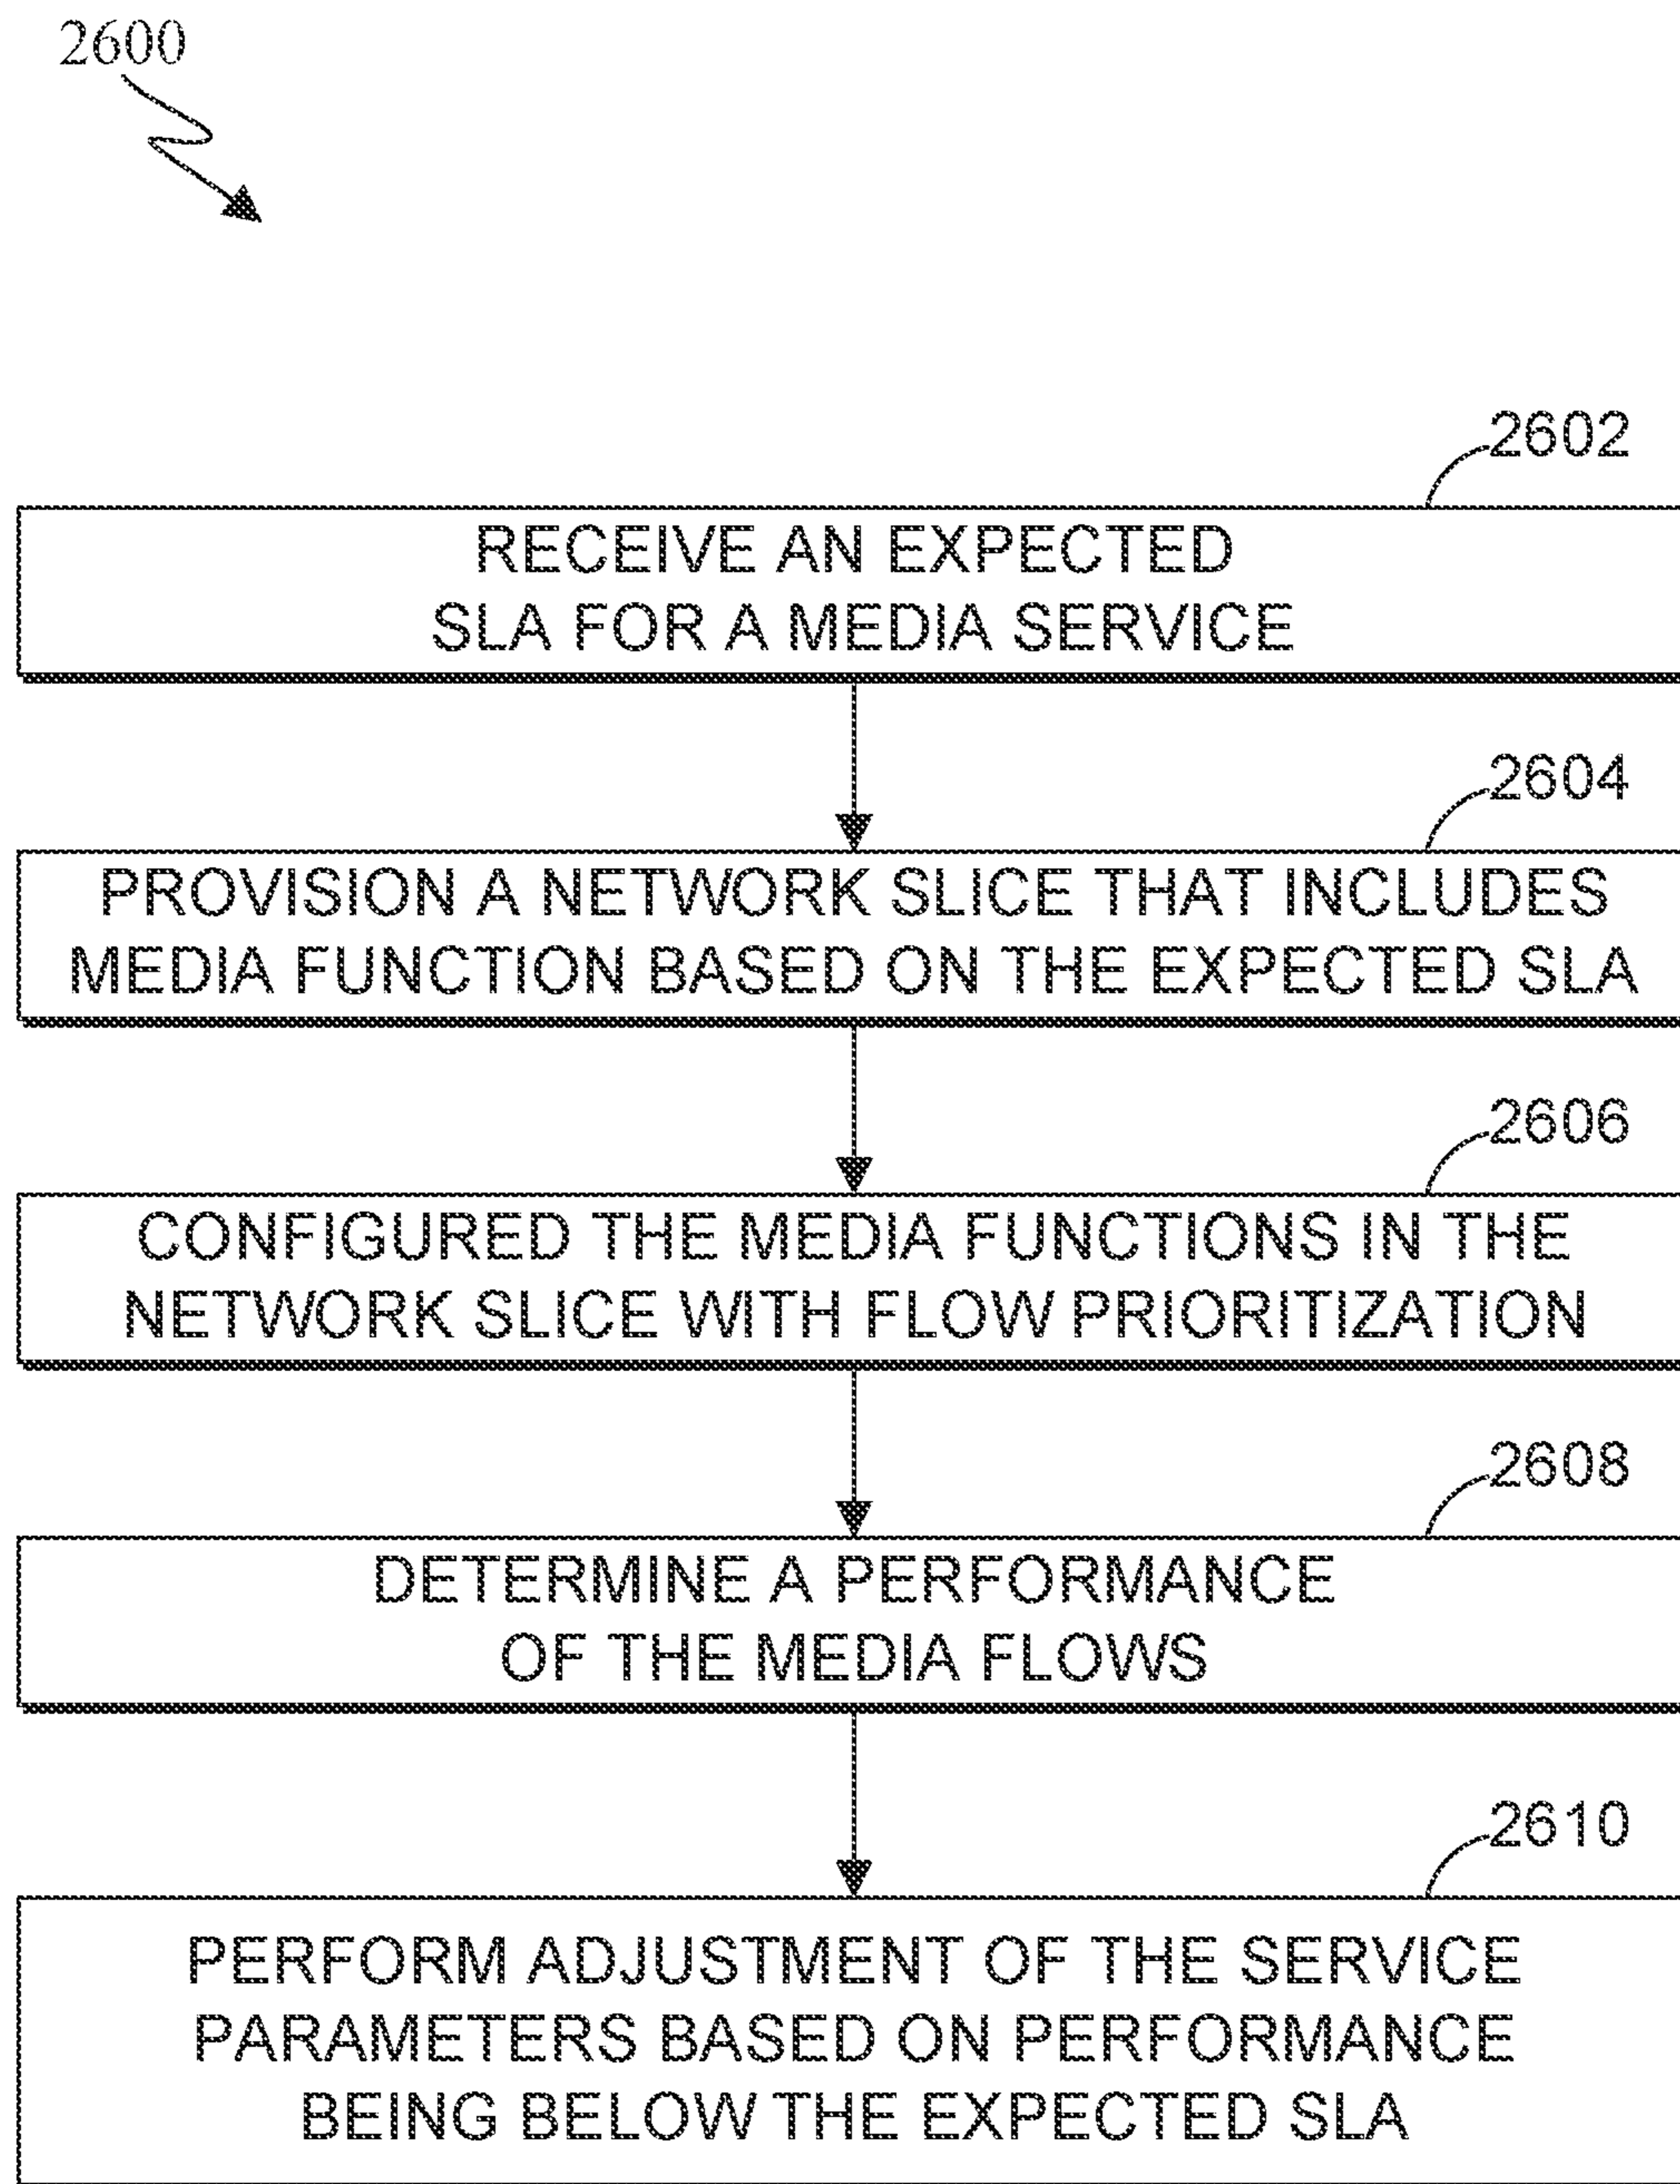 2600
2602
RECEIVE AN EXPECTED
SLA FOR A MEDIA SERVICE
2604
PROVISION A NETWORK SLICE THAT INCLUDES
MEDIA FUNCTION BASED ON THE EXPECTED SLA
2606
CONFIGURED THE MEDIA FUNCTIONS IN THE
NETWORK SLICE WITH FLOW PRIORITIZATION
2608
DETERMINE A PERFORMANCE
OF THE MEDIA FLOWS
2610
PERFORM ADJUSTMENT OF THE SERVICE
PARAMETERS BASED ON PERFORMANCE
BEING BELOW THE EXPECTED SLA